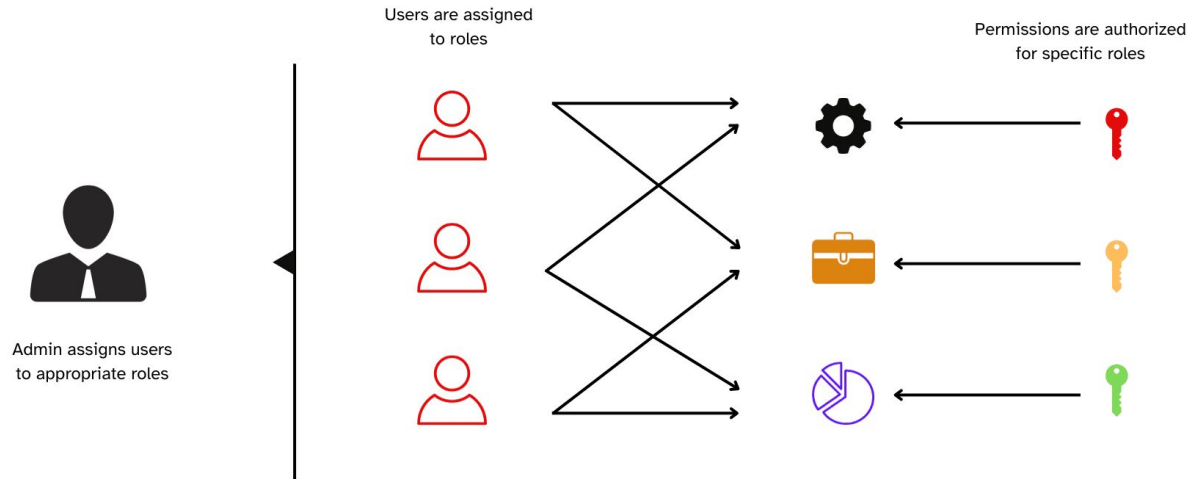 Users are assigned
to roles
Permissions are authorized
for specific roles
Admin assigns users
to appropriate roles